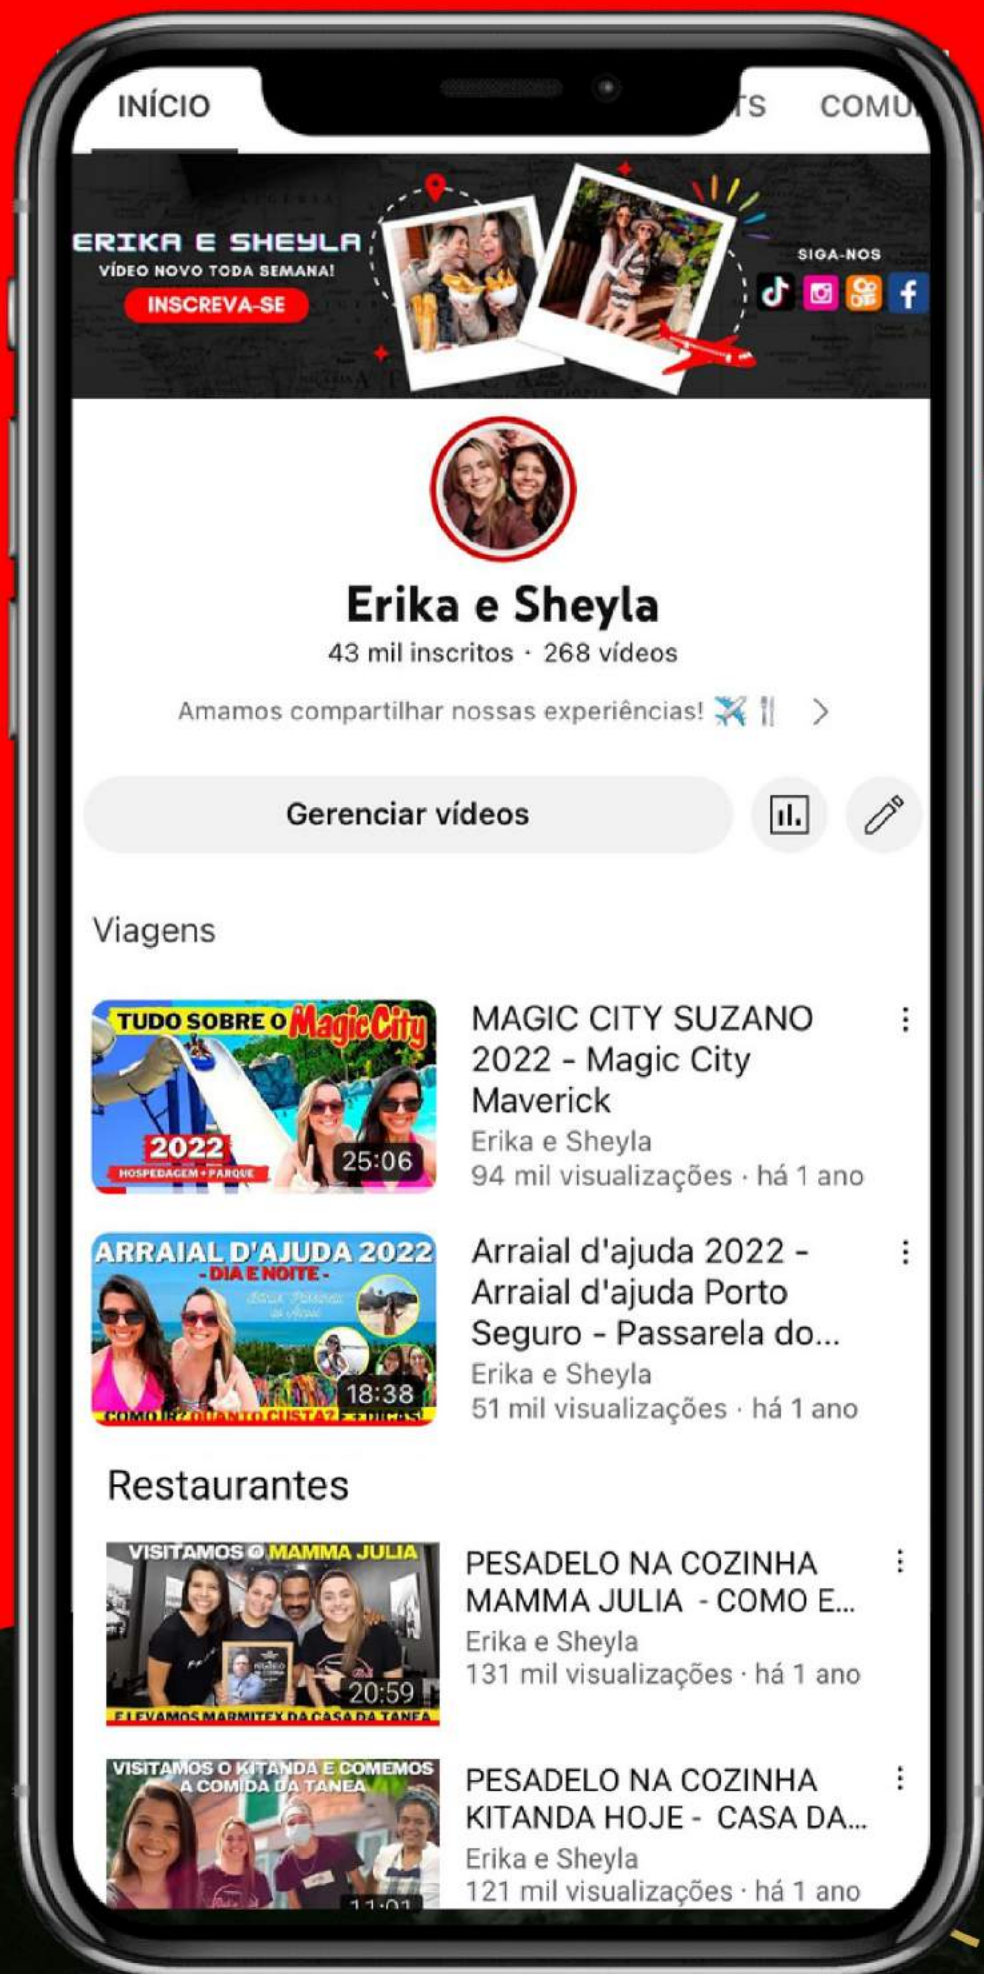 INÍCIO
TS
COMU
ERIKA E SHEYLA
VÍDEO NOVO TODA SEMANA!
INSCREVA-SE
SIGA-NOS
Erika e Sheyla
43 mil inscritos · 268 vídeos
Amamos compartilhar nossas experiências!
Gerenciar vídeos
Viagens
TUDO SOBRE O Magic City
2022
HOSPEDAGEM + PARQUE
25:06
MAGIC CITY SUZANO
2022 - Magic City
Maverick
Erika e Sheyla
94 mil visualizações · há 1 ano
ARRAIAL D'AJUDA 2022
- DIA E NOITE -
18:38
COMO IR? QUANTO CUSTA? E + DICAS!
Arraial d'ajuda 2022 -
Arraial d'ajuda Porto
Seguro - Passarela do...
Erika e Sheyla
51 mil visualizações · há 1 ano
Restaurantes
VISITAMOS O MAMMA JULIA
20:59
E LEVAMOS MARMITEX DA CASA DA TANEA
PESADELO NA COZINHA
MAMMA JULIA - COMO E...
Erika e Sheyla
131 mil visualizações · há 1 ano
VISITAMOS O KITANDA E COMEMOS
A COMIDA DA TANEA
11:01
PESADELO NA COZINHA
KITANDA HOJE - CASA DA...
Erika e Sheyla
121 mil visualizações · há 1 ano